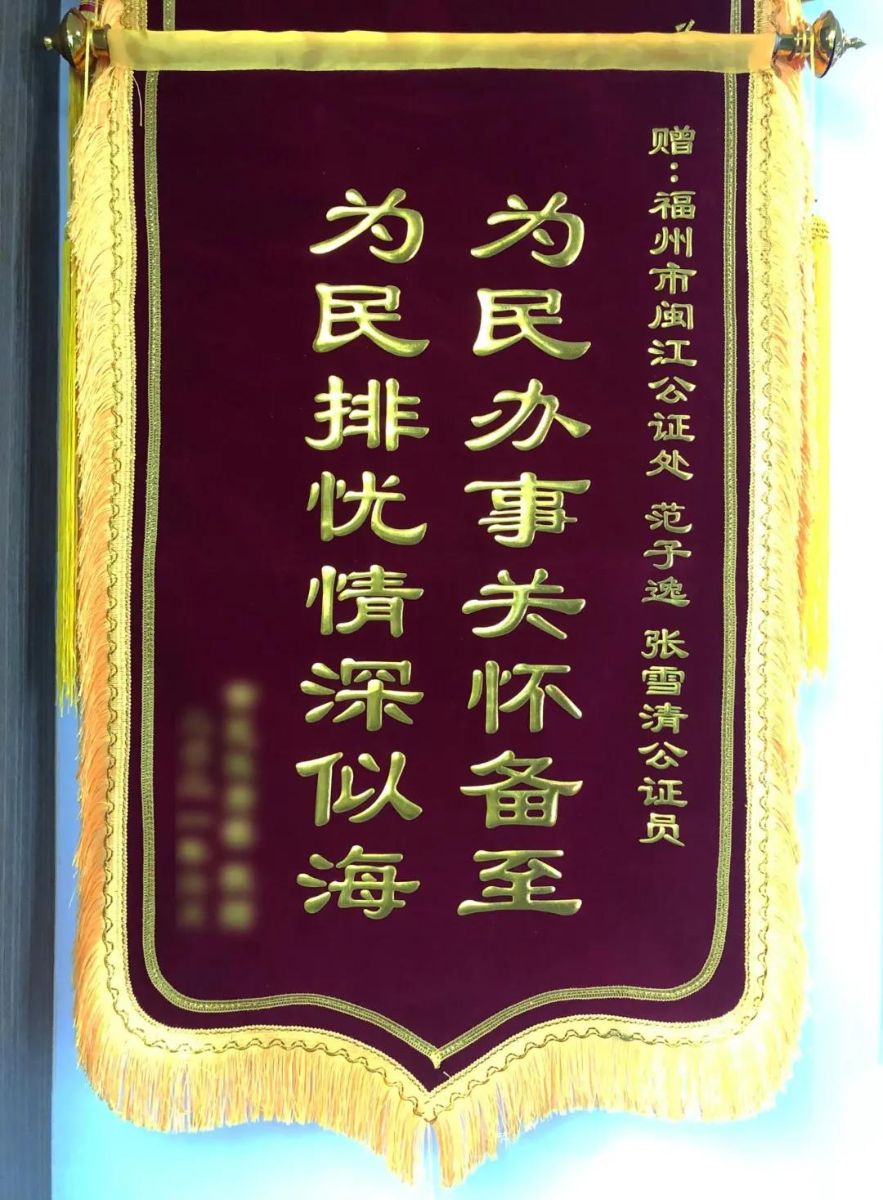 赠：福州市闽江公证处 范子逸 张雪清公证员
为民办事关怀备至
为民排忧情深似海